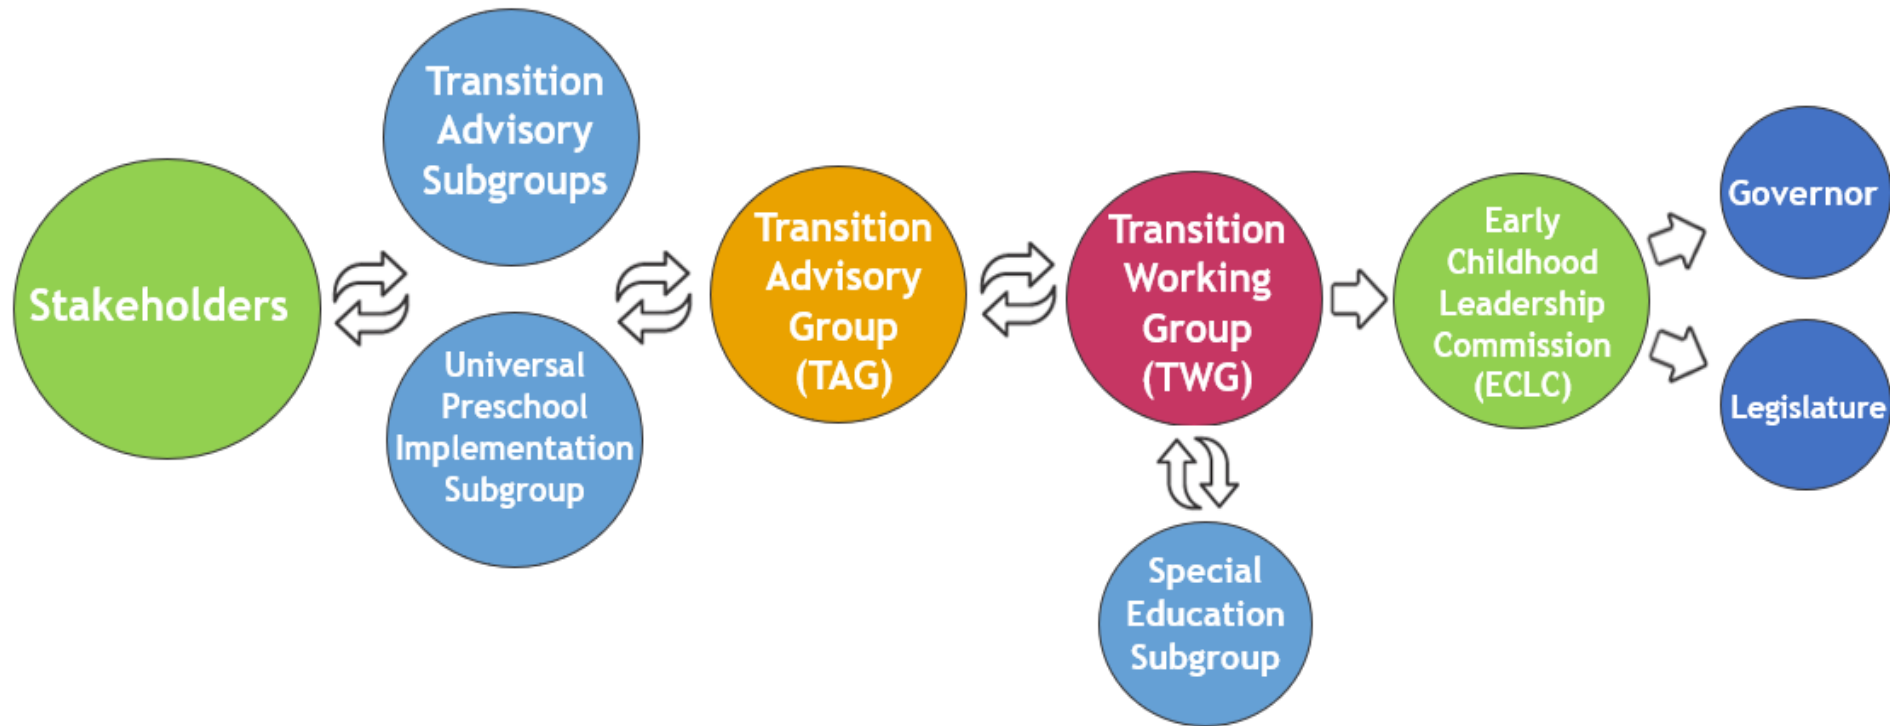 Stakeholders
Transition
Advisory
Subgroups
Universal
Preschool
Implementation
Subgroup
Transition
Advisory
Group
(TAG)
Transition
Working
Group
(TWG)
Special
Education
Subgroup
Early
Childhood
Leadership
Commission
(ECLC)
Governor
Legislature